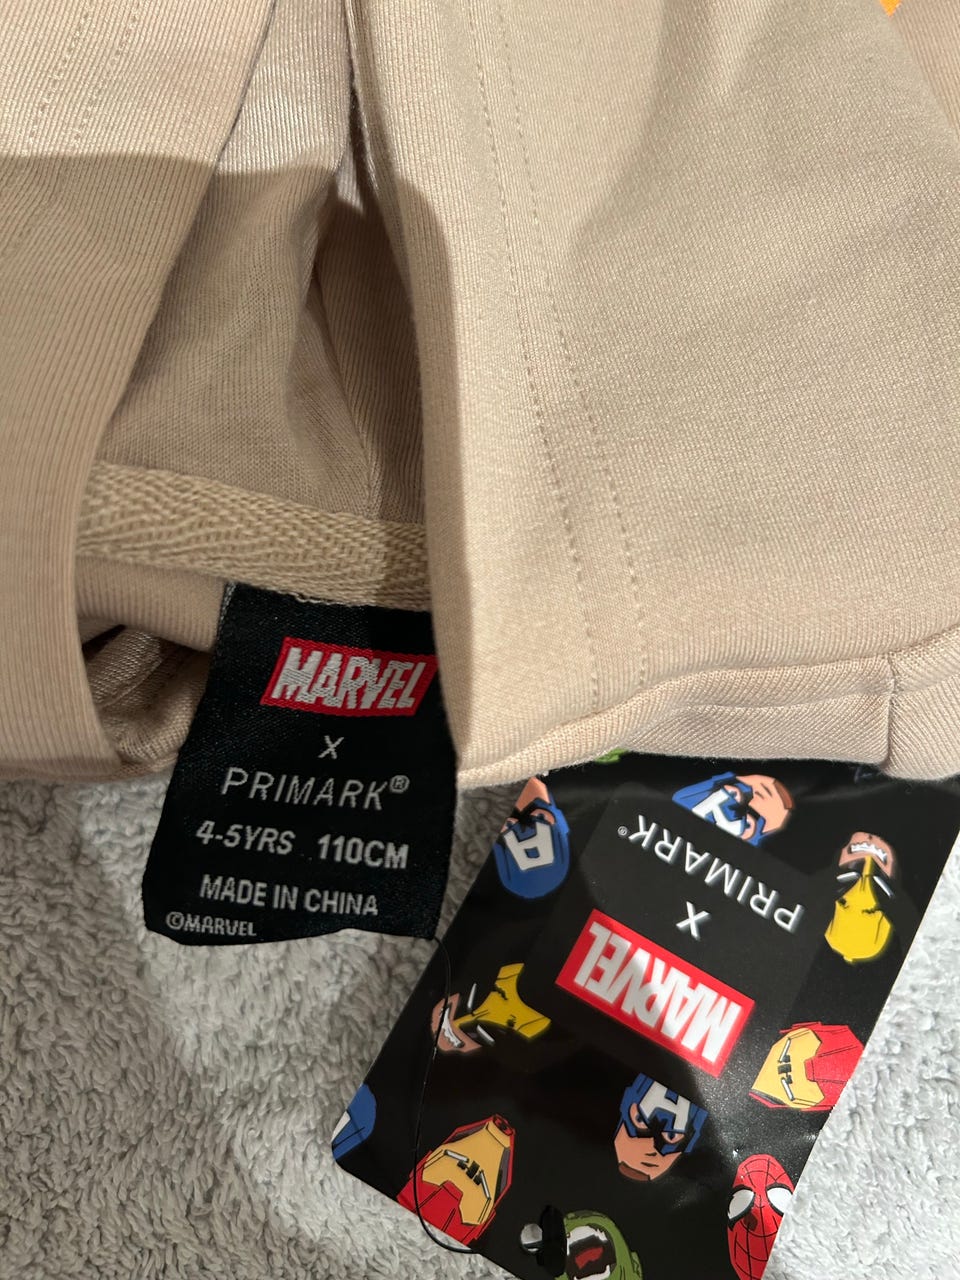 MARVEL
X
PRIMARK®
4-5YRS 110CM
MADE IN CHINA
©MARVEL
PRIMARK®
X
MARVEL